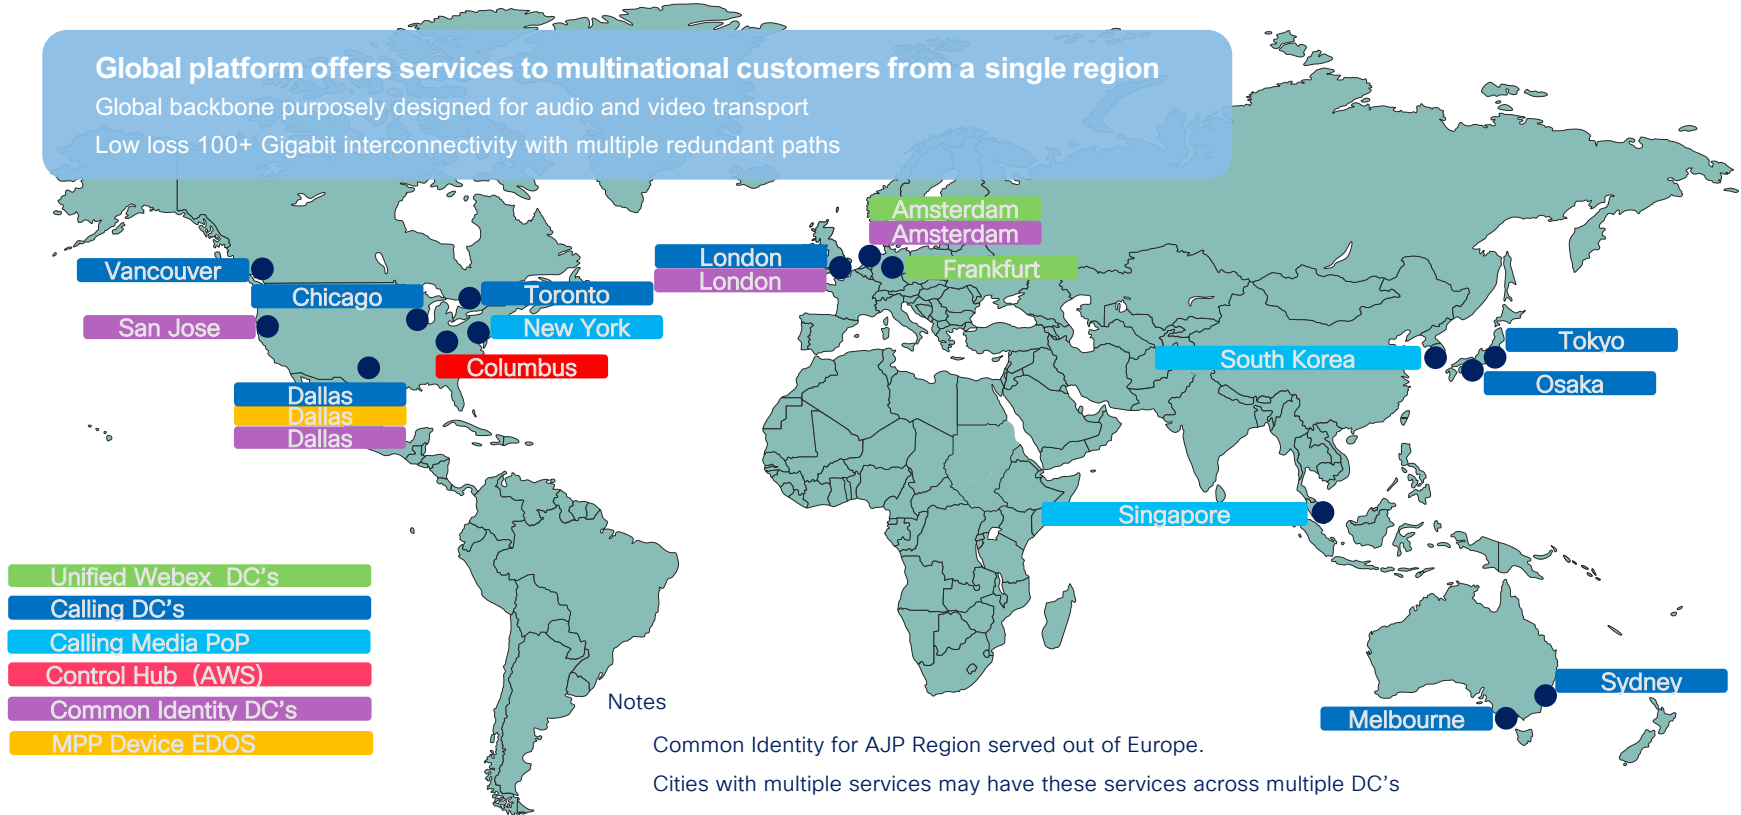 Global platform offers services to multinational customers from a single region
Global backbone purposely designed for audio and video transport
Low loss 100+ Gigabit interconnectivity with multiple redundant paths
Amsterdam
Amsterdam
London
London
Frankfurt
Vancouver
Chicago
Toronto
San Jose
New York
Columbus
Dallas
Dallas
Dallas
South Korea
Tokyo
Osaka
Singapore
Unified Webex DC's
Calling DC's
Calling Media PoP
Control Hub (AWS)
Common Identity DC's
MPP Device EDOS
Sydney
Melbourne
Notes
Common Identity for AJP Region served out of Europe.
Cities with multiple services may have these services across multiple DC's